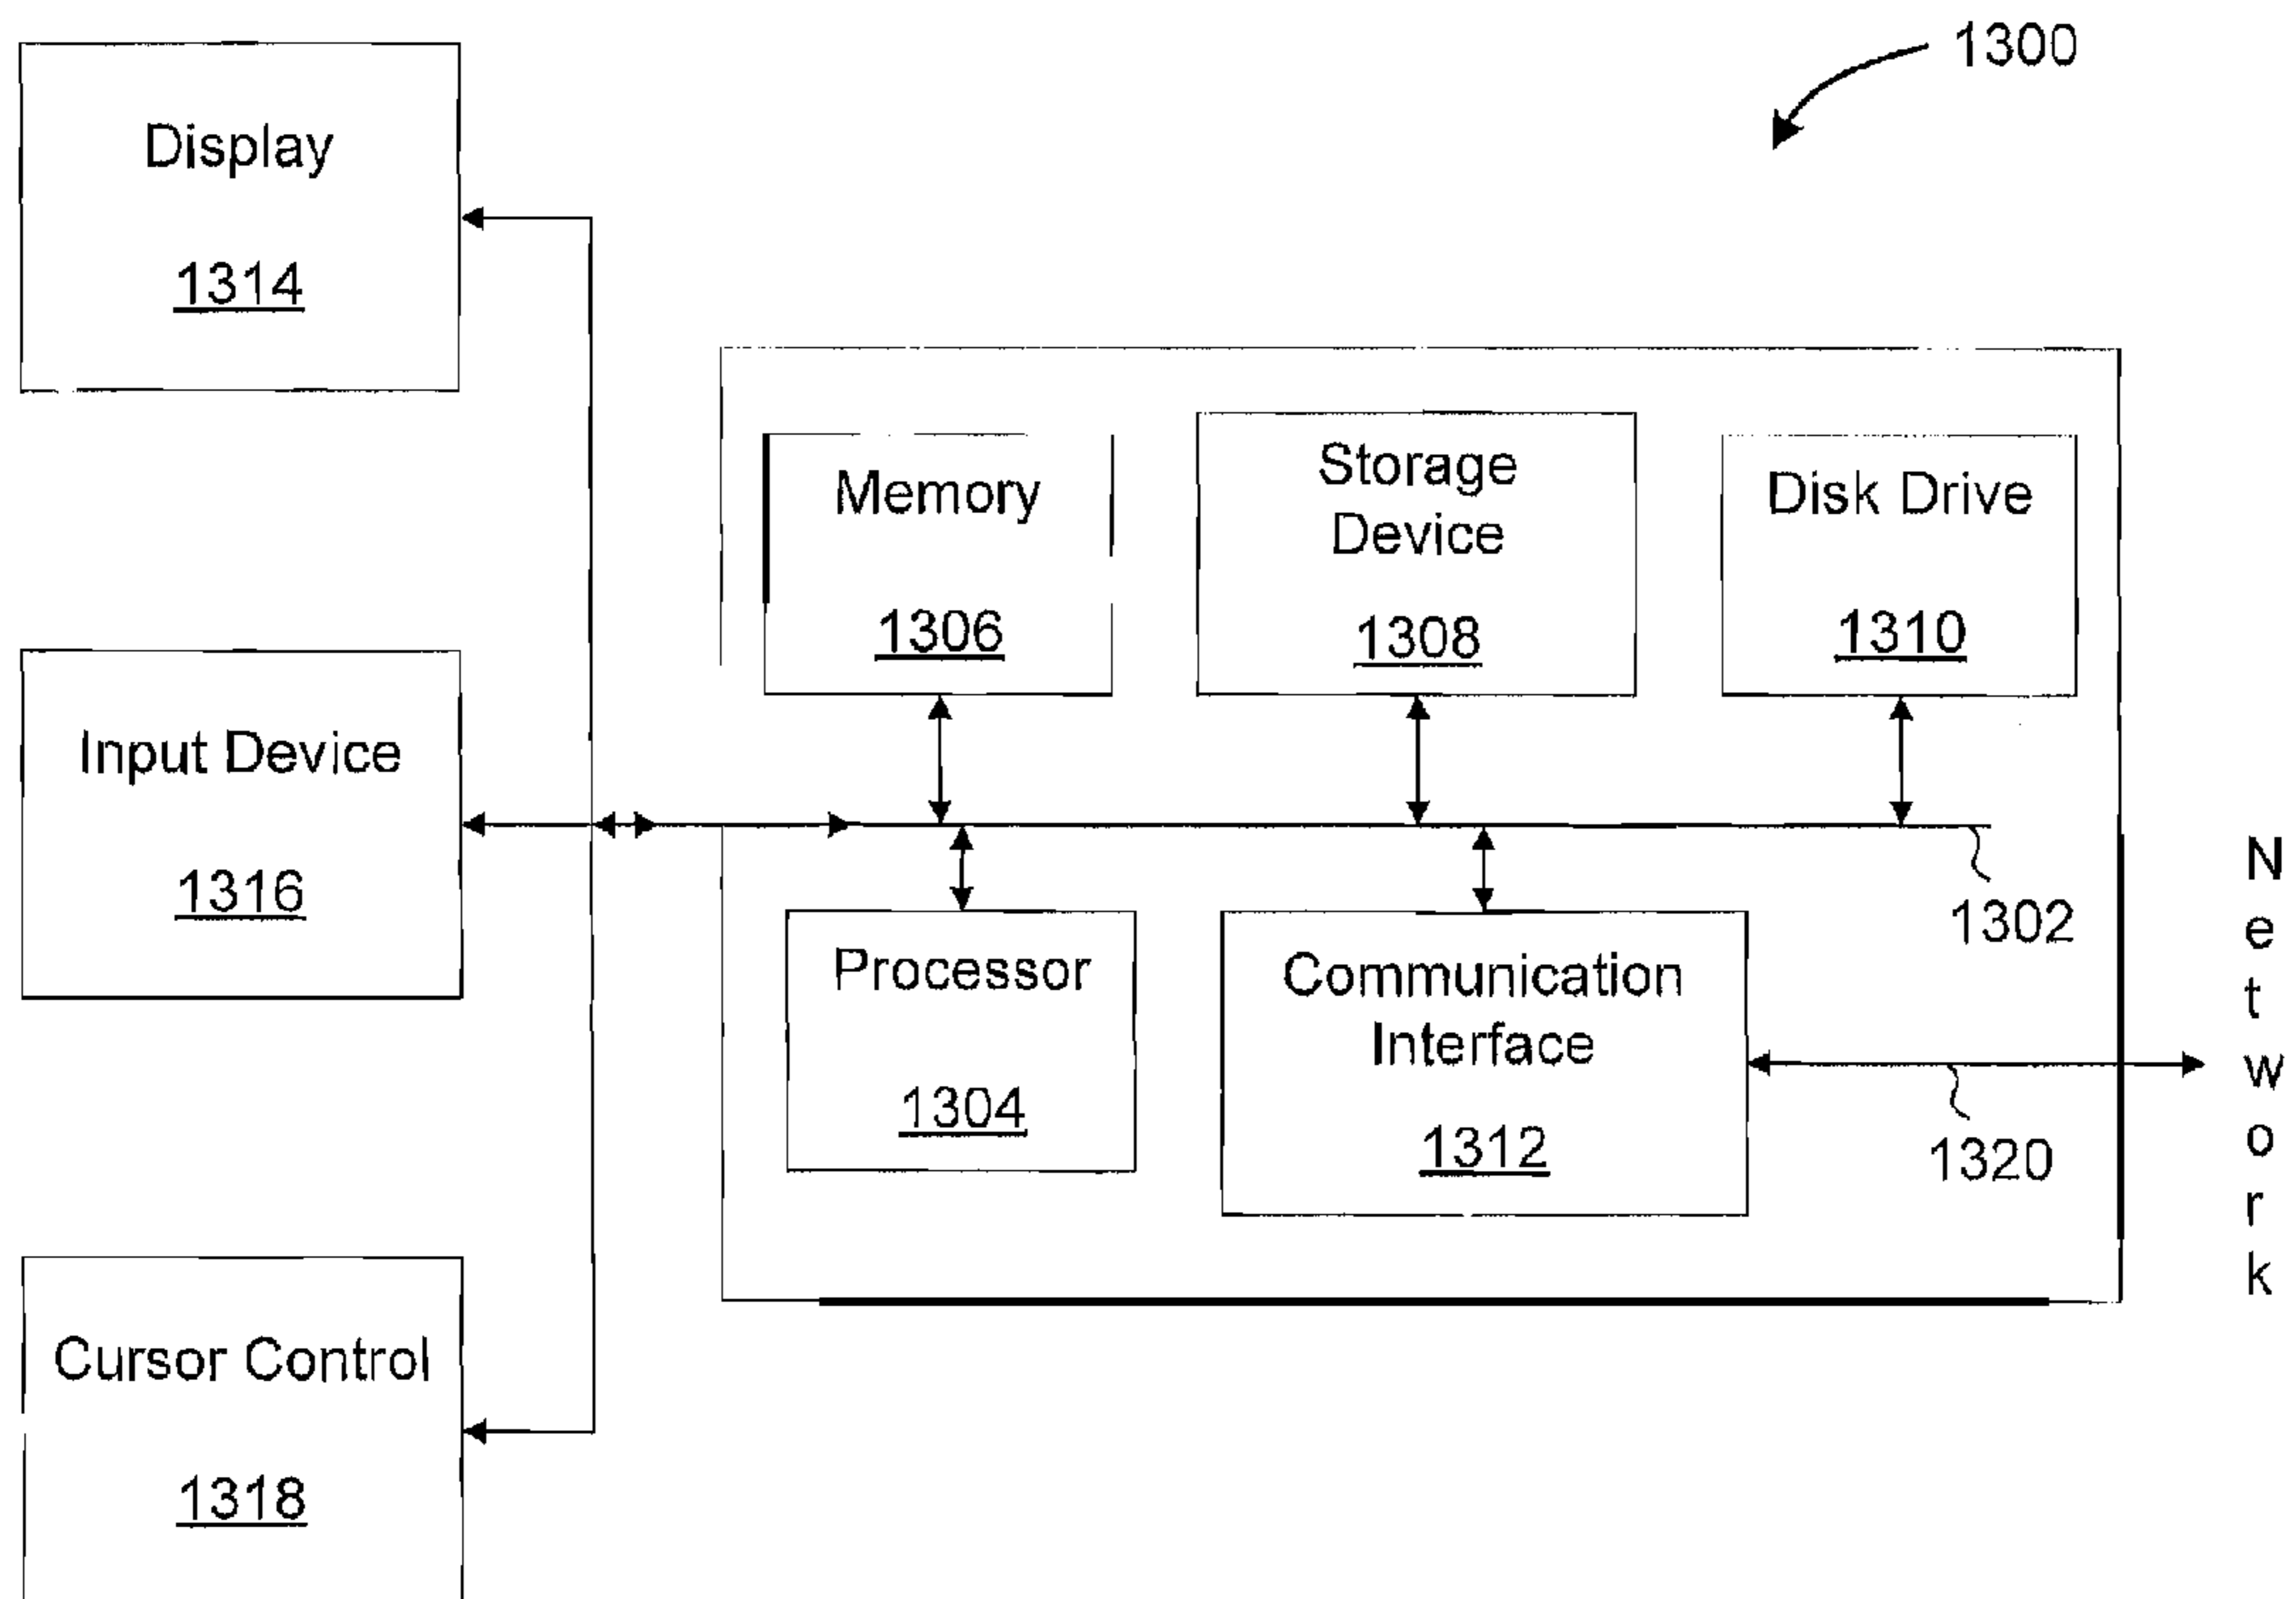 1300
Display
1314
Memory
1306
Storage
Device
1308
Disk Drive
1310
Input Device
1316
1302
Processor
1304
Communication
Interface
1312
1320
Network
Cursor Control
1318